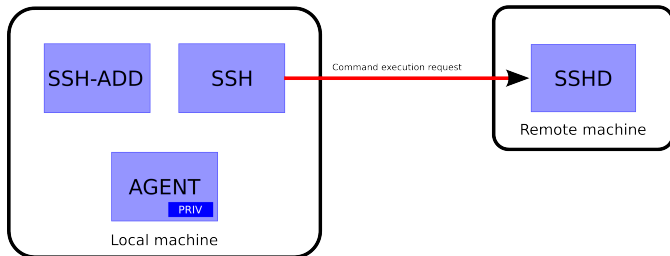 SSH-ADD
SSH
Command execution request
SSHD
Remote machine
AGENT
PRIV
Local machine